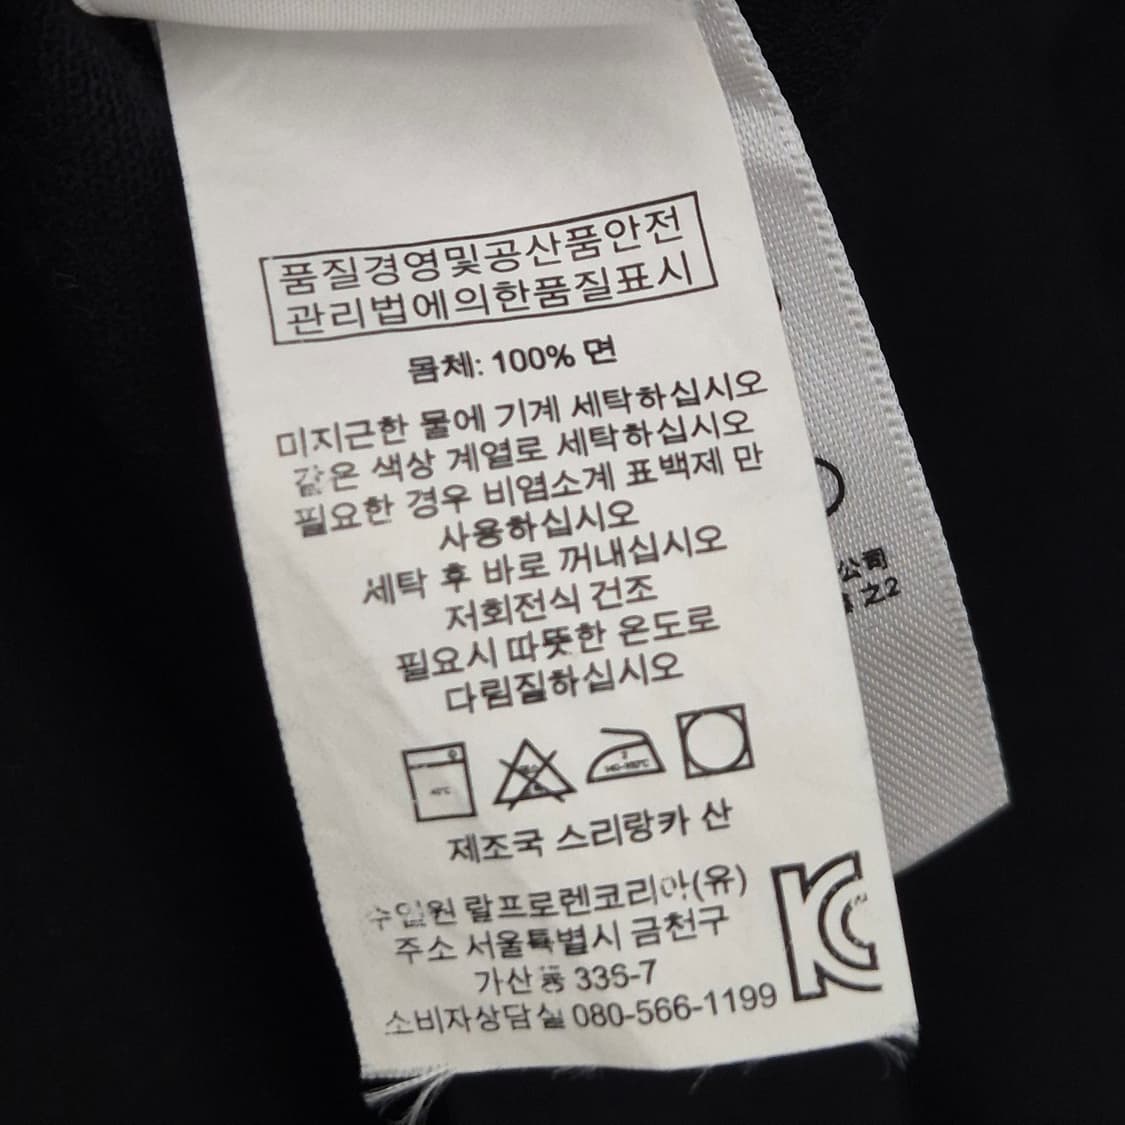 품질경영및공산품안전
관리법에의한품질표시
몸체: 100% 면
미지근한 물에 기계 세탁하십시오
같은 색상 계열로 세탁하십시오
필요한 경우 비염소계 표백제 만
사용하십시오
세탁 후 바로 꺼내십시오
저회전식 건조
필요시 따뜻한 온도로
다림질하십시오
40°C
제조국 스리랑카 산
수입원 랄프로렌코리아(유)
주소 서울특별시 금천구
가산동 336-7
소비자상담실 080-566-1199
KC
公司
之2